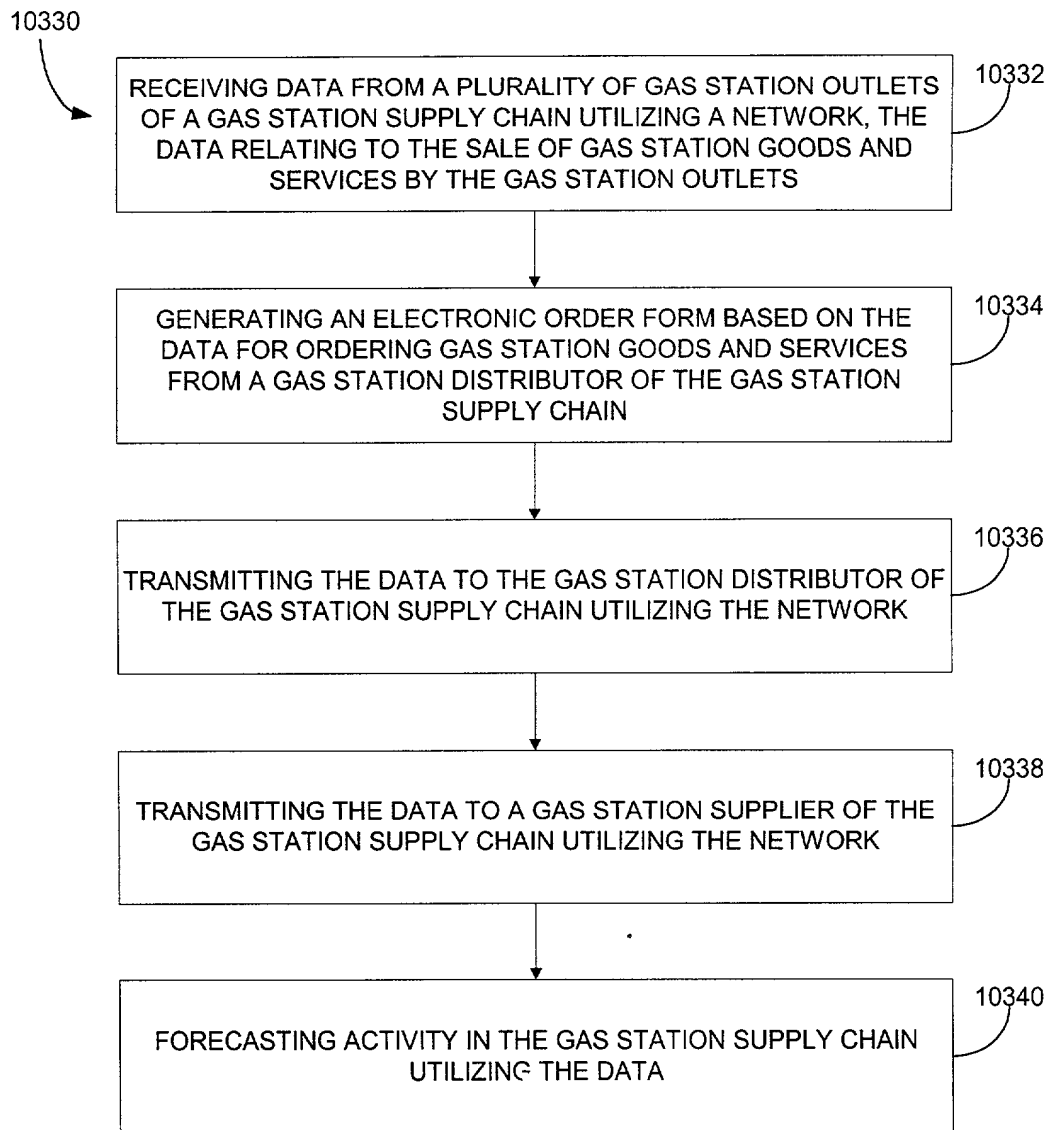 10330
RECEIVING DATA FROM A PLURALITY OF GAS STATION OUTLETS
OF A GAS STATION SUPPLY CHAIN UTILIZING A NETWORK, THE
DATA RELATING TO THE SALE OF GAS STATION GOODS AND
SERVICES BY THE GAS STATION OUTLETS
10332
GENERATING AN ELECTRONIC ORDER FORM BASED ON THE
DATA FOR ORDERING GAS STATION GOODS AND SERVICES
FROM A GAS STATION DISTRIBUTOR OF THE GAS STATION
SUPPLY CHAIN
10334
TRANSMITTING THE DATA TO THE GAS STATION DISTRIBUTOR OF
THE GAS STATION SUPPLY CHAIN UTILIZING THE NETWORK
10336
TRANSMITTING THE DATA TO A GAS STATION SUPPLIER OF THE
GAS STATION SUPPLY CHAIN UTILIZING THE NETWORK
10338
FORECASTING ACTIVITY IN THE GAS STATION SUPPLY CHAIN
UTILIZING THE DATA
10340